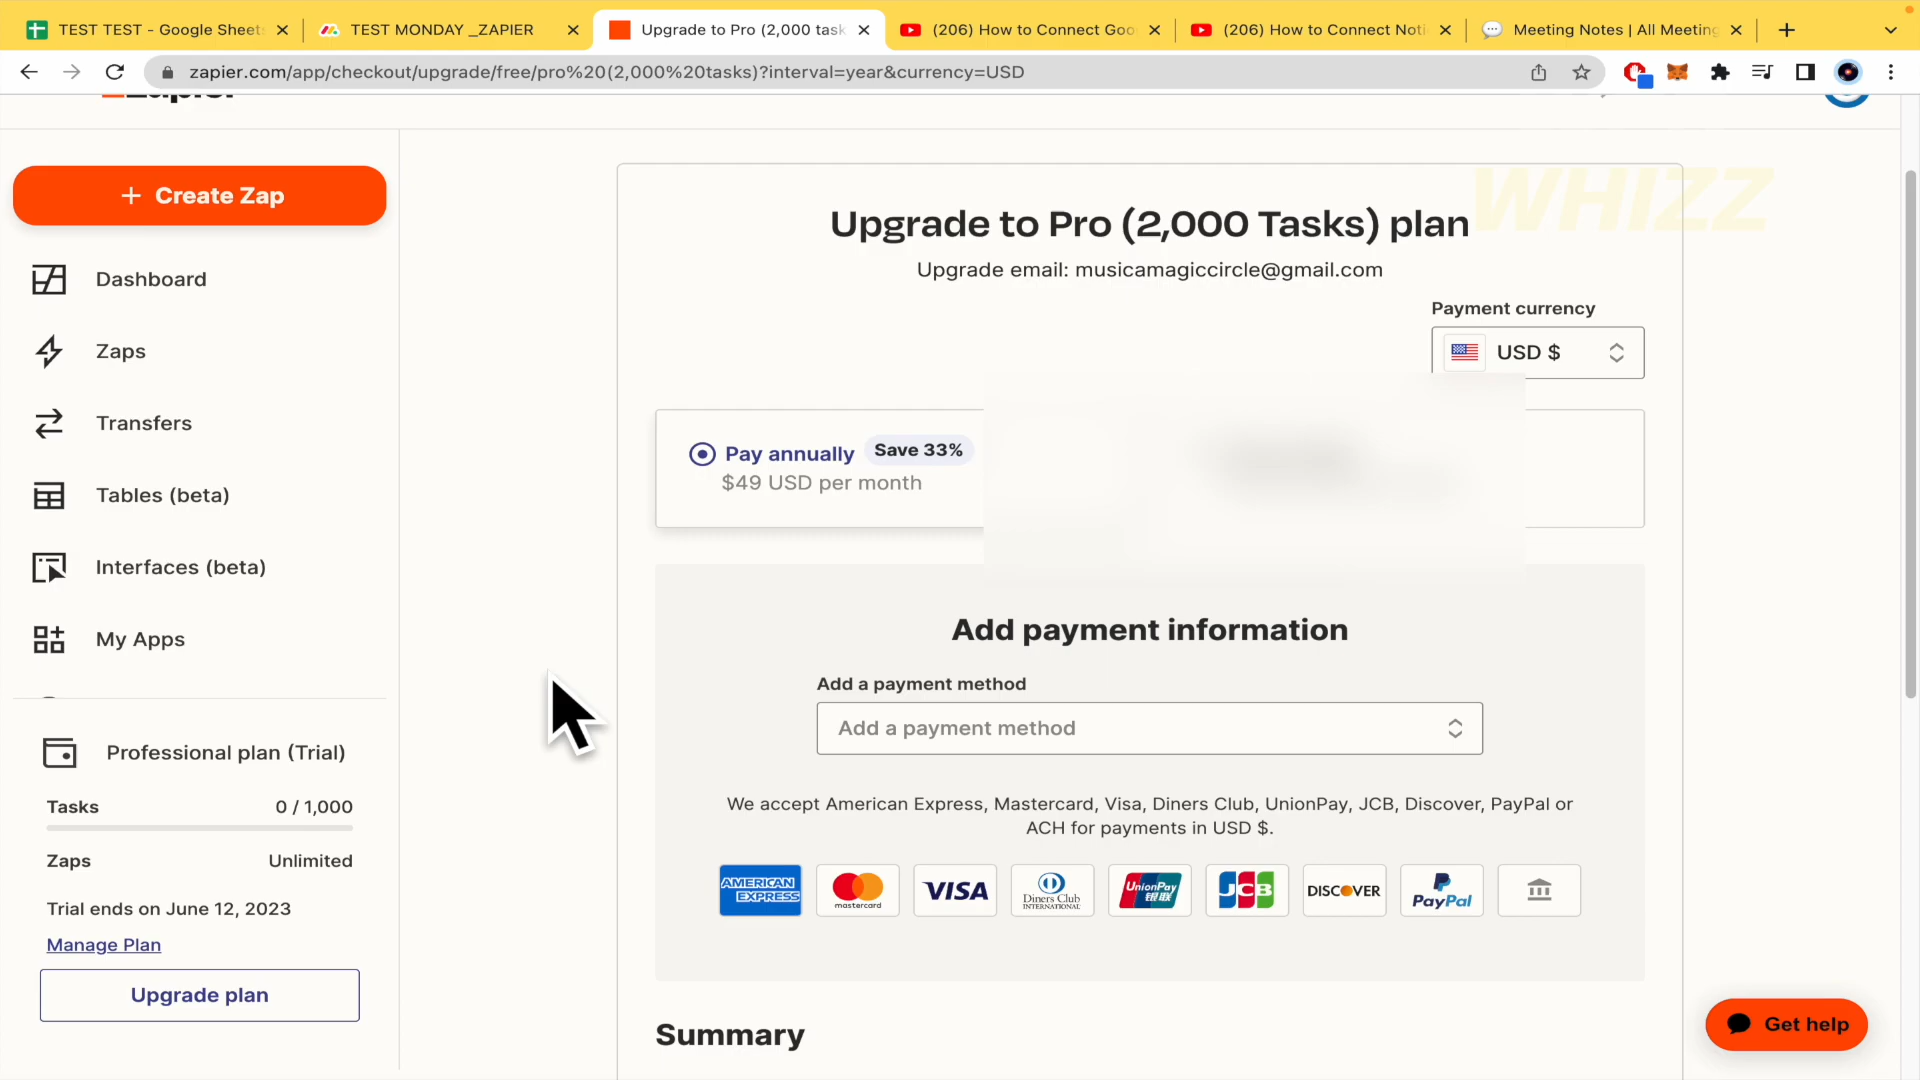 TEST TEST - Google Sheets
TEST MONDAY _ZAPIER
Upgrade to Pro (2,000 task
(206) How to Connect Goo
(206) How to Connect Noti
Meeting Notes | All Meeting
zapier.com/app/checkout/upgrade/free/pro%20(2,000%20tasks)?interval=year&currency=USD
WHIZZ
+ Create Zap
Dashboard
Zaps
Transfers
Tables (beta)
Interfaces (beta)
My Apps
Professional plan (Trial)
Tasks 0 / 1,000
Zaps Unlimited
Trial ends on June 12, 2023
Manage Plan
Upgrade plan
Upgrade to Pro (2,000 Tasks) plan
Upgrade email: musicamagiccircle@gmail.com
Payment currency
USD $
Pay annually Save 33%
$49 USD per month
Add payment information
Add a payment method
Add a payment method
We accept American Express, Mastercard, Visa, Diners Club, UnionPay, JCB, Discover, PayPal or
ACH for payments in USD $.
AMERICAN EXPRESS
mastercard
VISA
Diners Club INTERNATIONAL
UnionPay 银联
JCB
DISCOVER
PayPal
Summary
Get help